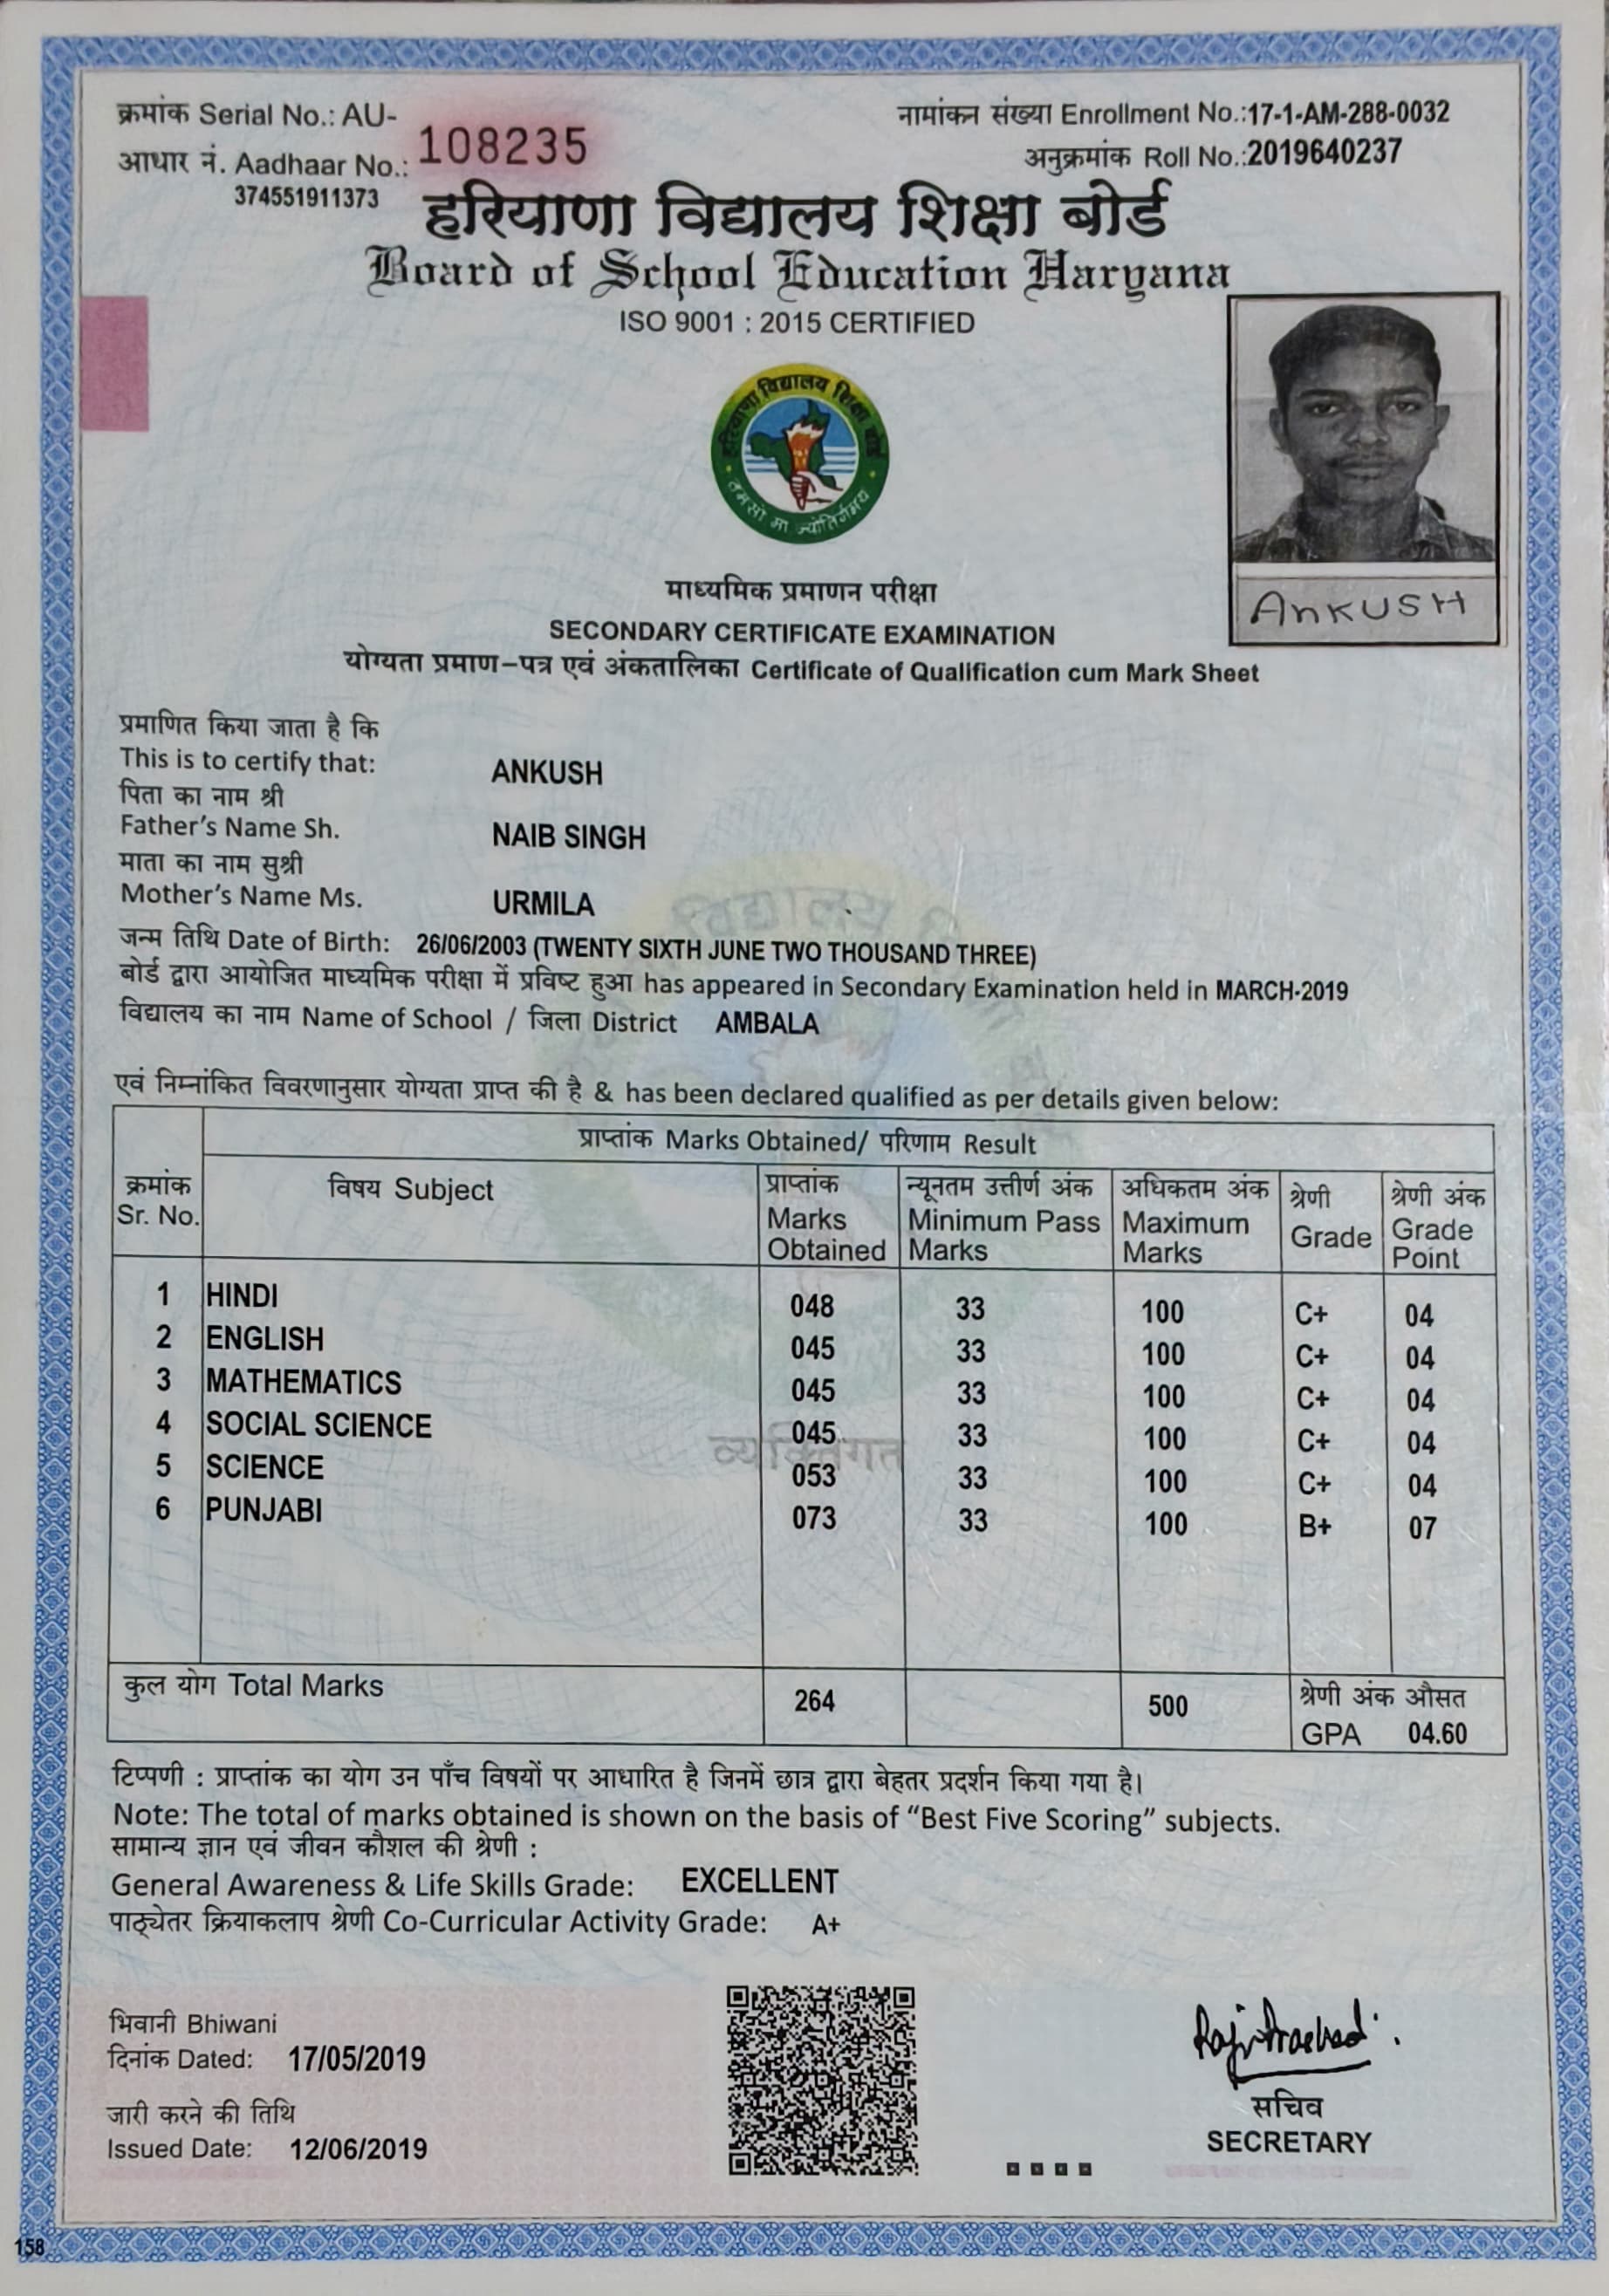 क्रमांक Serial No.: AU- 108235
नामांकन संख्या Enrollment No.:17-1-AM-288-0032
आधार नं. Aadhaar No.:
374551911373
अनुक्रमांक Roll No.:2019640237
हरियाणा विद्यालय शिक्षा बोर्ड
Board of School Education Haryana
ISO 9001 : 2015 CERTIFIED
हरियाणा विद्यालय शिक्षा बोर्ड
तमसो मा ज्योतिर्गमय
ANKUSH
माध्यमिक प्रमाणन परीक्षा
SECONDARY CERTIFICATE EXAMINATION
योग्यता प्रमाण-पत्र एवं अंकतालिका Certificate of Qualification cum Mark Sheet
प्रमाणित किया जाता है कि
This is to certify that: ANKUSH
पिता का नाम श्री
Father's Name Sh. NAIB SINGH
माता का नाम सुश्री
Mother's Name Ms. URMILA
जन्म तिथि Date of Birth: 26/06/2003 (TWENTY SIXTH JUNE TWO THOUSAND THREE)
बोर्ड द्वारा आयोजित माध्यमिक परीक्षा में प्रविष्ट हुआ has appeared in Secondary Examination held in MARCH-2019
विद्यालय का नाम Name of School / जिला District AMBALA
एवं निम्नांकित विवरणानुसार योग्यता प्राप्त की है & has been declared qualified as per details given below:
प्राप्तांक Marks Obtained/ परिणाम Result
क्रमांक Sr. No. विषय Subject प्राप्तांक Marks Obtained न्यूनतम उत्तीर्ण अंक Minimum Pass Marks अधिकतम अंक Maximum Marks श्रेणी Grade श्रेणी अंक Grade Point
1 HINDI 048 33 100 C+ 04
2 ENGLISH 045 33 100 C+ 04
3 MATHEMATICS 045 33 100 C+ 04
4 SOCIAL SCIENCE 045 33 100 C+ 04
व्यक्तिगत
5 SCIENCE 053 33 100 C+ 04
6 PUNJABI 073 33 100 B+ 07
कुल योग Total Marks 264 500 श्रेणी अंक औसत
GPA 04.60
टिप्पणी : प्राप्तांक का योग उन पाँच विषयों पर आधारित है जिनमें छात्र द्वारा बेहतर प्रदर्शन किया गया है।
Note: The total of marks obtained is shown on the basis of “Best Five Scoring” subjects.
सामान्य ज्ञान एवं जीवन कौशल की श्रेणी :
General Awareness & Life Skills Grade: EXCELLENT
पाठ्येतर क्रियाकलाप श्रेणी Co-Curricular Activity Grade: A+
भिवानी Bhiwani
दिनांक Dated: 17/05/2019
जारी करने की तिथि
Issued Date: 12/06/2019
सचिव
SECRETARY
158